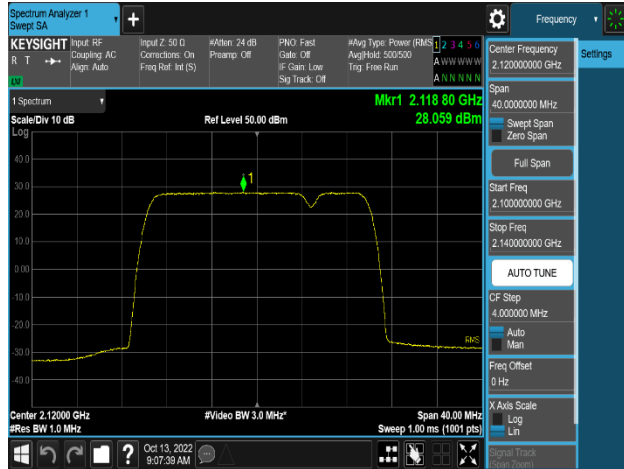 Spectrum Analyzer 1
Swept SA
Frequency
KEYSIGHT
R T
Input: RF
Coupling: AC
Align: Auto
Input Z: 50 Ω
Corrections: On
Freq Ref: Int (S)
#Atten: 24 dB
Preamp: Off
PNO: Fast
Gate: Off
IF Gain: Low
Sig Track: Off
#Avg Type: Power (RMS
Avg|Hold: 500/500
Trig: Free Run
1 2 3 4 5 6
A W W W W W
A N N N N N
1 Spectrum
Mkr1 2.118 80 GHz
28.059 dBm
Scale/Div 10 dB
Ref Level 50.00 dBm
Log
40.0
30.0
20.0
10.0
0.00
-10.0
-20.0
-30.0
-40.0
1
RMS
Center 2.12000 GHz
#Res BW 1.0 MHz
#Video BW 3.0 MHz*
Span 40.00 MHz
Sweep 1.00 ms (1001 pts)
Oct 13, 2022
9:07:39 AM
Center Frequency
2.120000000 GHz
Settings
Span
40.0000000 MHz
Swept Span
Zero Span
Full Span
Start Freq
2.100000000 GHz
Stop Freq
2.140000000 GHz
AUTO TUNE
CF Step
4.000000 MHz
Auto
Man
Freq Offset
0 Hz
X Axis Scale
Log
Lin
Signal Track
(Span Zoom)